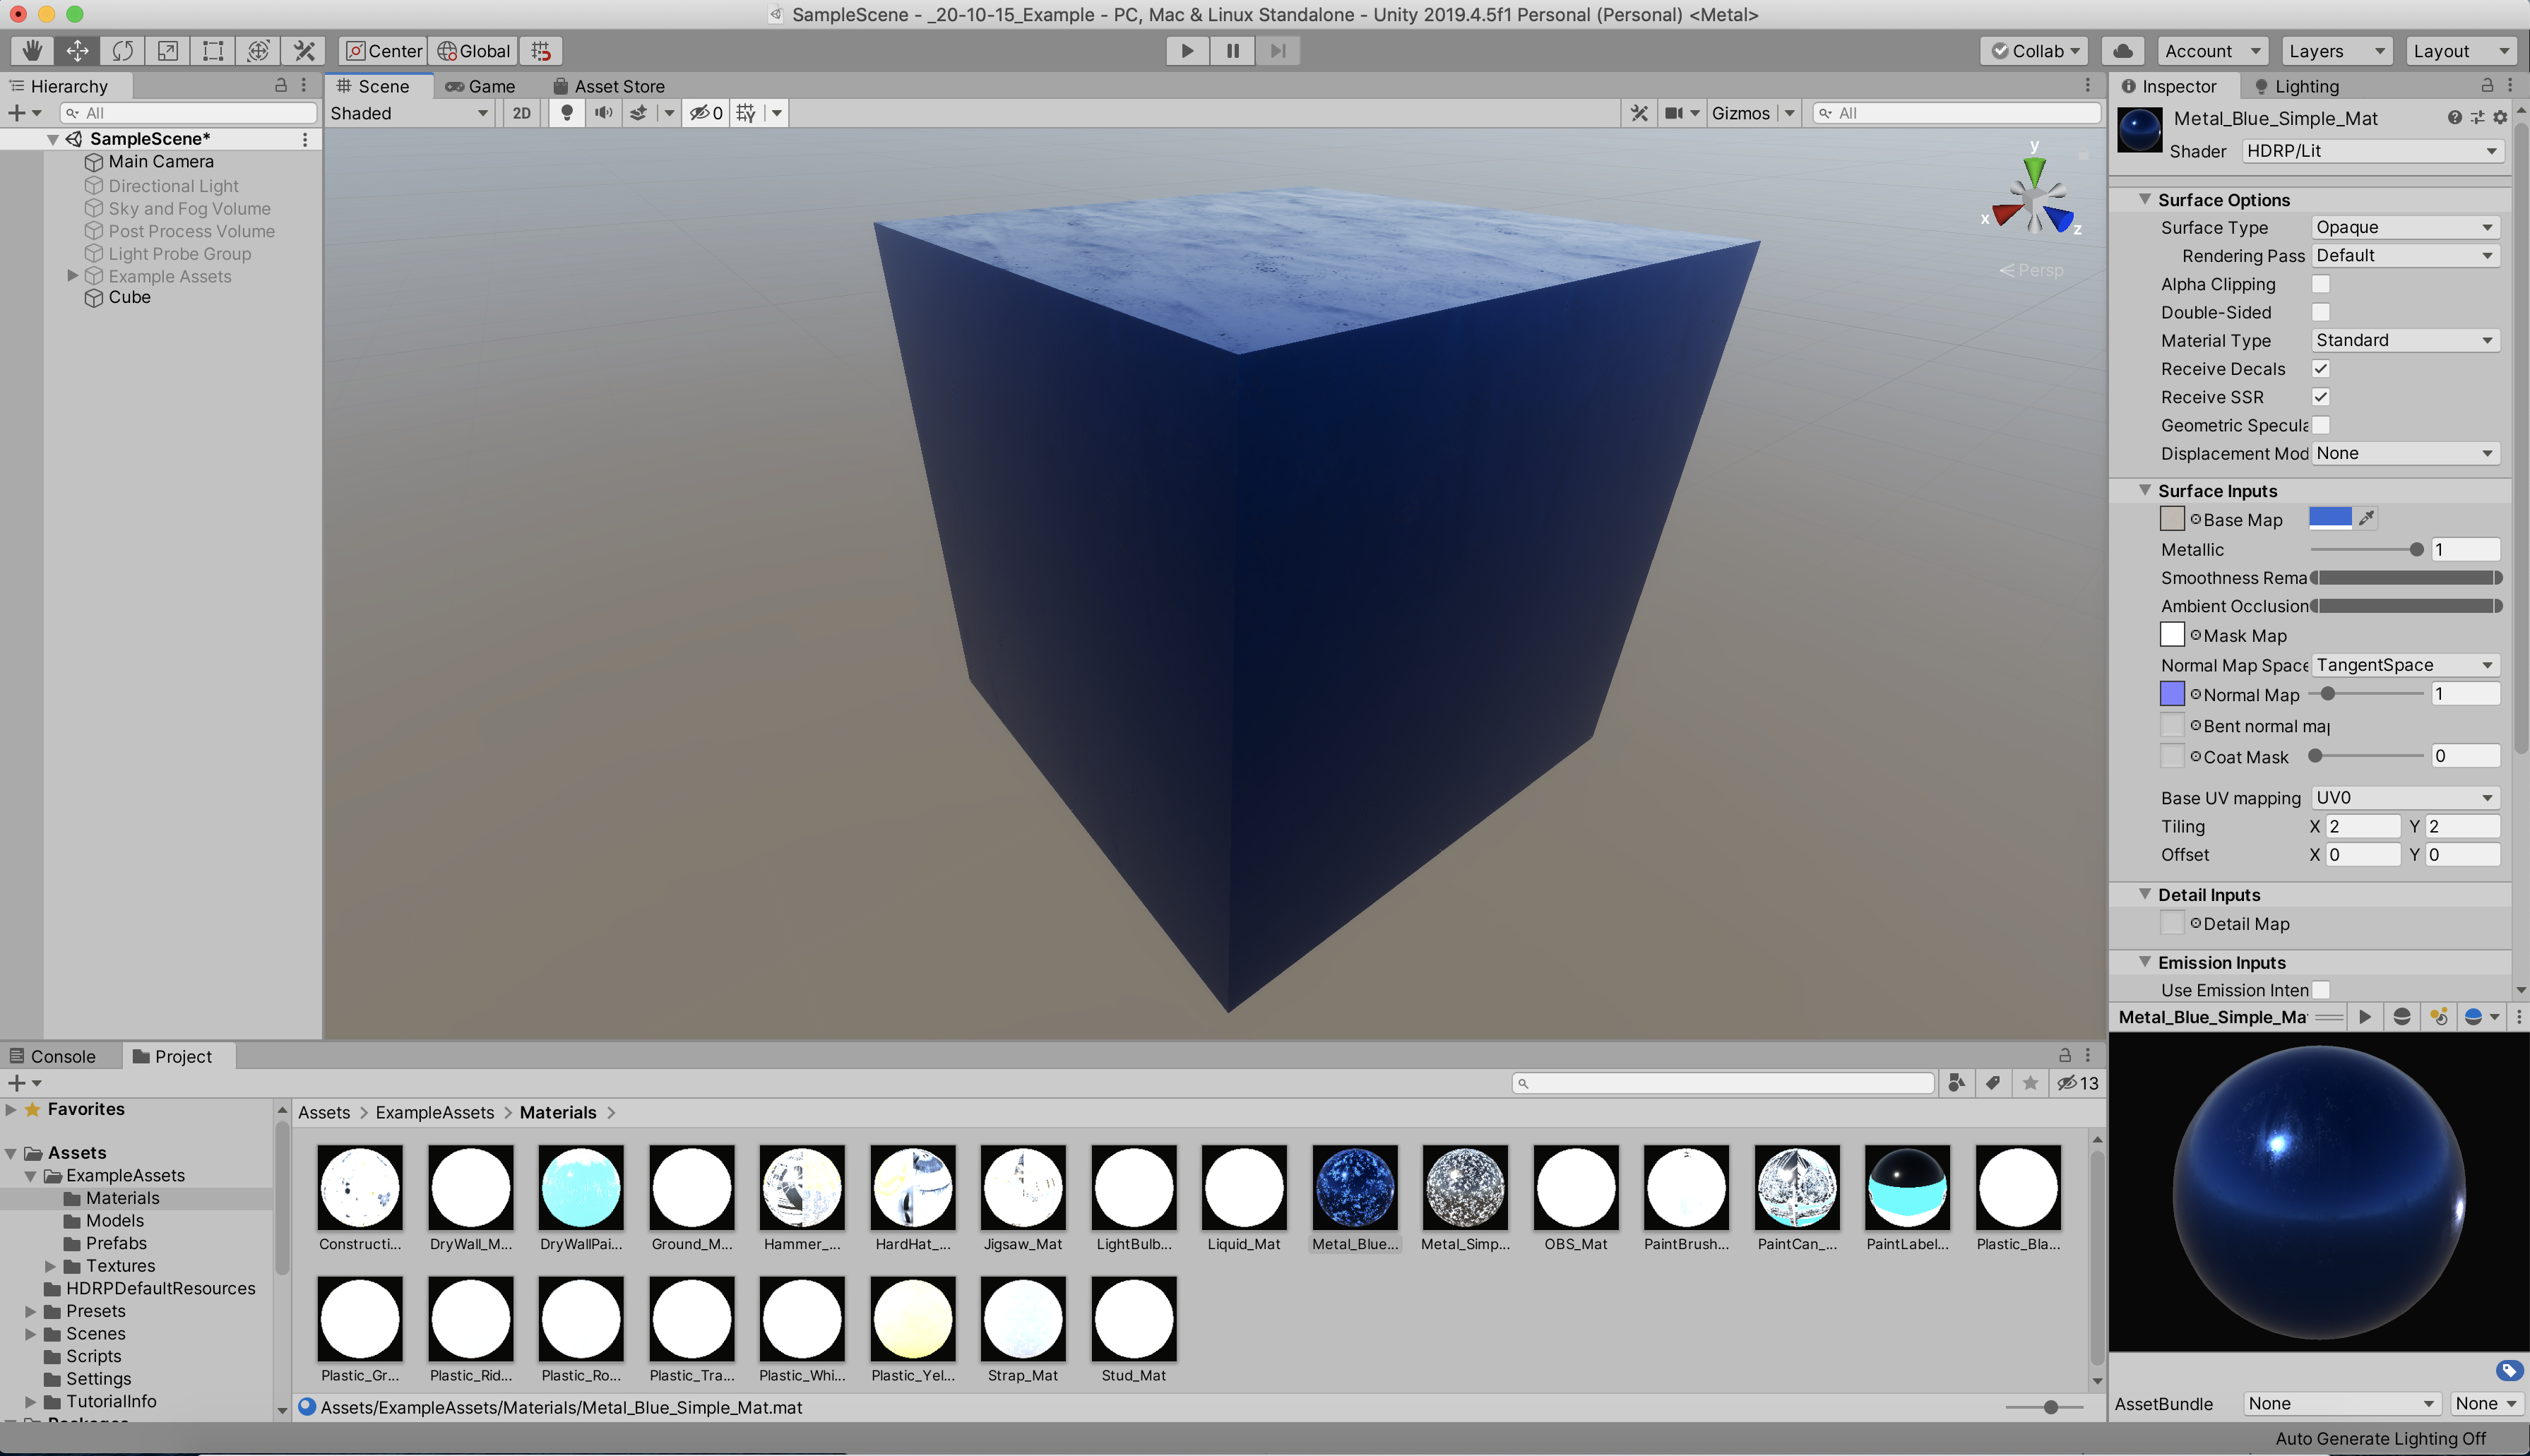 SampleScene - _20-10-15_Example - PC, Mac & Linux Standalone - Unity 2019.4.5f1 Personal (Personal) <Metal>
Center Global
Collab Account Layers Layout
Hierarchy
All
SampleScene*
Main Camera
Directional Light
Sky and Fog Volume
Post Process Volume
Light Probe Group
Example Assets
Cube
Scene Game Asset Store
Shaded 2D 0 Gizmos All
y
x
z
Persp
Inspector Lighting
Metal_Blue_Simple_Mat
Shader HDRP/Lit
Surface Options
Surface Type Opaque
Rendering Pass Default
Alpha Clipping
Double-Sided
Material Type Standard
Receive Decals
Receive SSR
Geometric Specula
Displacement Mod None
Surface Inputs
Base Map
Metallic 1
Smoothness Rema
Ambient Occlusion
Mask Map
Normal Map Space TangentSpace
Normal Map 1
Bent normal map
Coat Mask 0
Base UV mapping UV0
Tiling X 2 Y 2
Offset X 0 Y 0
Detail Inputs
Detail Map
Emission Inputs
Use Emission Inten
Metal_Blue_Simple_Ma
AssetBundle None None
Auto Generate Lighting Off
Console Project
13
Favorites
Assets
ExampleAssets
Materials
Models
Prefabs
Textures
HDRPDefaultResources
Presets
Scenes
Scripts
Settings
TutorialInfo
Packages
Assets > ExampleAssets > Materials >
Constructi... DryWall_M... DryWallPai... Ground_M... Hammer_... HardHat_... Jigsaw_Mat LightBulb... Liquid_Mat Metal_Blue... Metal_Simp... OBS_Mat PaintBrush... PaintCan_... PaintLabel... Plastic_Bla...
Plastic_Gr... Plastic_Rid... Plastic_Ro... Plastic_Tra... Plastic_Whi... Plastic_Yel... Strap_Mat Stud_Mat
Assets/ExampleAssets/Materials/Metal_Blue_Simple_Mat.mat